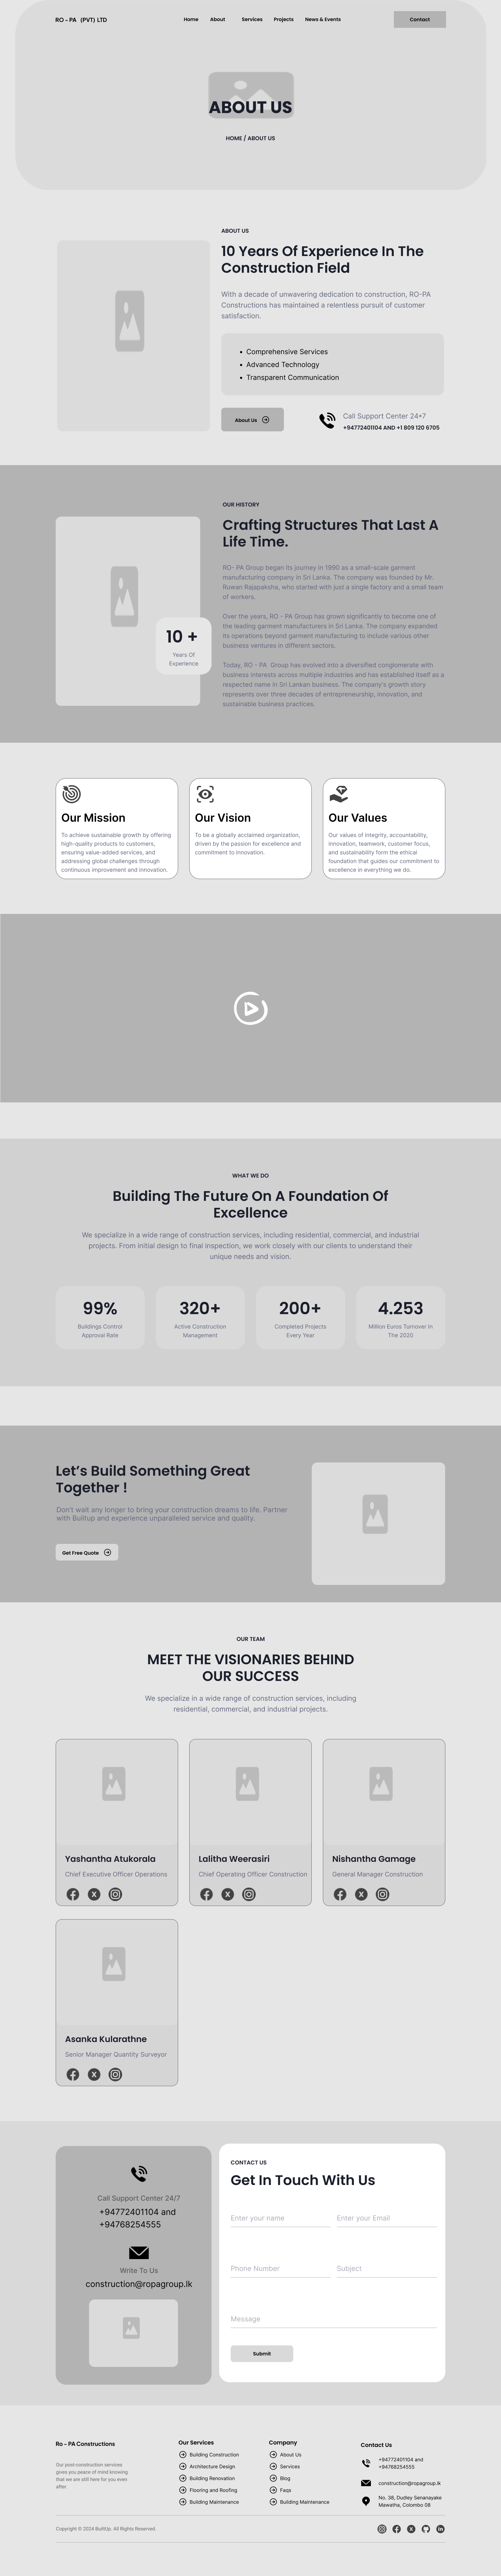 RO - PA (PVT) LTD
Home About Services Projects News & Events
Contact
ABOUT US
HOME / ABOUT US
ABOUT US
10 Years Of Experience In The
Construction Field
With a decade of unwavering dedication to construction, RO-PA
Constructions has maintained a relentless pursuit of customer
satisfaction.
• Comprehensive Services
• Advanced Technology
• Transparent Communication
About Us
Call Support Center 24+7
+94772401104 AND +1 809 120 6705
OUR HISTORY
Crafting Structures That Last A
Life Time.
RO- PA Group began its journey in 1990 as a small-scale garment
manufacturing company in Sri Lanka. The company was founded by Mr.
Ruwan Rajapaksha, who started with just a single factory and a small team
of workers.
Over the years, RO - PA Group has grown significantly to become one of
the leading garment manufacturers in Sri Lanka. The company expanded
its operations beyond garment manufacturing to include various other
business ventures in different sectors.
Today, RO - PA Group has evolved into a diversified conglomerate with
business interests across multiple industries and has established itself as a
respected name in Sri Lankan business. The company's growth story
represents over three decades of entrepreneurship, innovation, and
sustainable business practices.
10 +
Years Of
Experience
Our Mission
To achieve sustainable growth by offering
high-quality products to customers,
ensuring value-added services, and
addressing global challenges through
continuous improvement and innovation.
Our Vision
To be a globally acclaimed organization,
driven by the passion for excellence and
commitment to innovation.
Our Values
Our values of integrity, accountability,
innovation, teamwork, customer focus,
and sustainability form the ethical
foundation that guides our commitment to
excellence in everything we do.
WHAT WE DO
Building The Future On A Foundation Of
Excellence
We specialize in a wide range of construction services, including residential, commercial, and industrial
projects. From initial design to final inspection, we work closely with our clients to understand their
unique needs and vision.
99%
Buildings Control
Approval Rate
320+
Active Construction
Management
200+
Completed Projects
Every Year
4.253
Million Euros Turnover In
The 2020
Let's Build Something Great
Together !
Don't wait any longer to bring your construction dreams to life. Partner
with Builtup and experience unparalleled service and quality.
Get Free Quote
OUR TEAM
MEET THE VISIONARIES BEHIND
OUR SUCCESS
We specialize in a wide range of construction services, including
residential, commercial, and industrial projects.
Yashantha Atukorala
Chief Executive Officer Operations
Lalitha Weerasiri
Chief Operating Officer Construction
Nishantha Gamage
General Manager Construction
Asanka Kularathne
Senior Manager Quantity Surveyor
Call Support Center 24/7
+94772401104 and
+94768254555
Write To Us
construction@ropagroup.lk
CONTACT US
Get In Touch With Us
Enter your name
Enter your Email
Phone Number
Subject
Message
Submit
Ro - PA Constructions
Our post-construction services
gives you peace of mind knowing
that we are still here for you even
after.
Our Services
Building Construction
Architecture Design
Building Renovation
Flooring and Roofing
Building Maintenance
Company
About Us
Services
Blog
Faqs
Building Maintenance
Contact Us
+94772401104 and
+94768254555
construction@ropagroup.lk
No. 38, Dudley Senanayake
Mawatha, Colombo 08
Copyright © 2024 BuiltUp. All Rights Reserved.